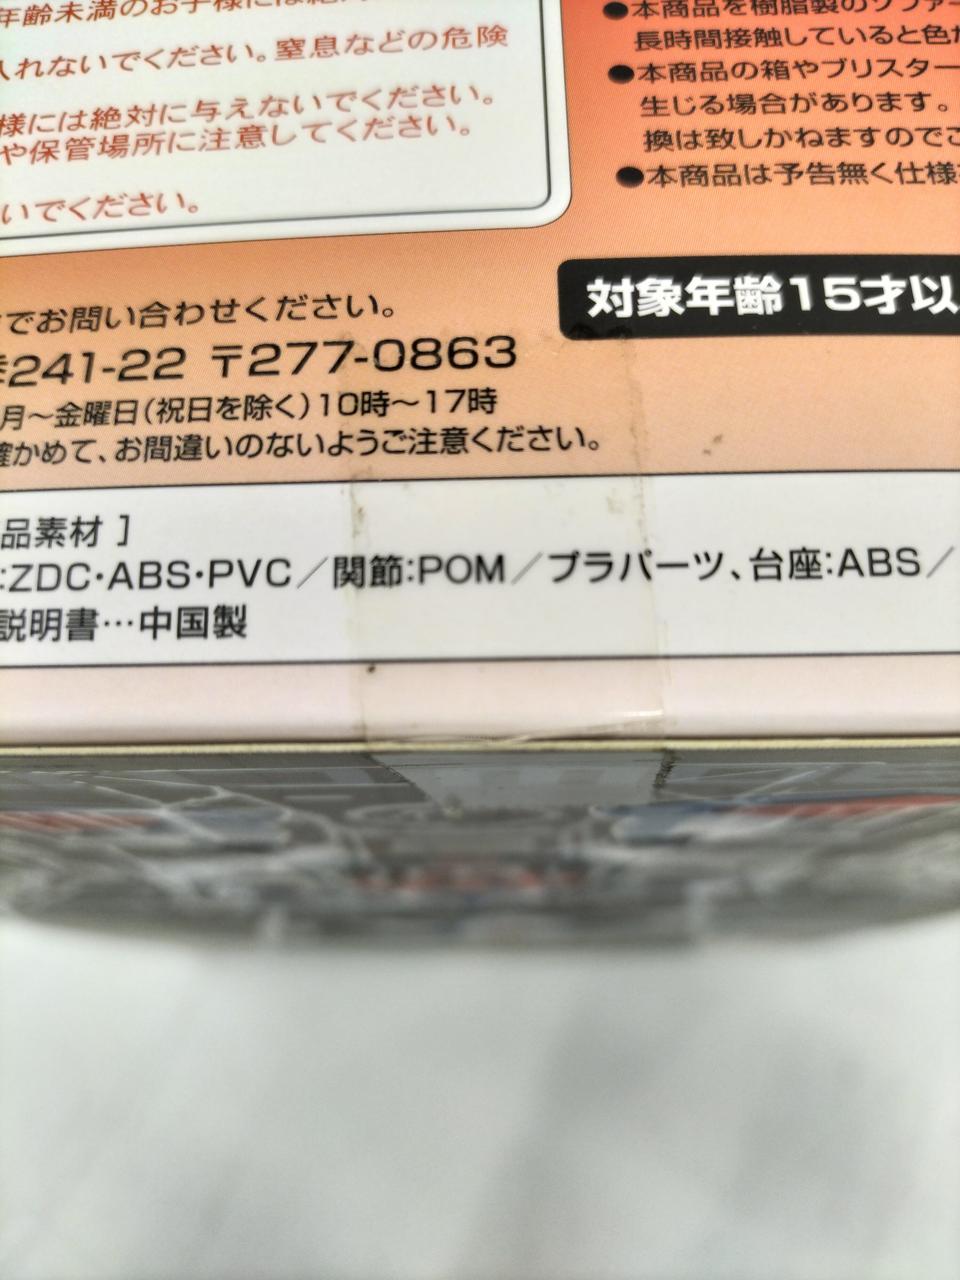 年齢未満のお子様には絶対
入れないでください。窒息などの危険
様には絶対に与えないでください。
や保管場所に注意してください。
いでください。
●本商品を樹脂製のソファー
長時間接触していると色
●本商品の箱やブリスター
生じる場合があります。
換は致しかねますのでご
●本商品は予告無く仕様
対象年齢15才以
でお問い合わせください。
241-22 〒277-0863
月〜金曜日(祝日を除く)10時〜17時
確かめて、お間違いのないようご注意ください。
品素材 ]
:ZDC・ABS・PVC／関節:POM／プラパーツ、台座:ABS／
説明書…中国製